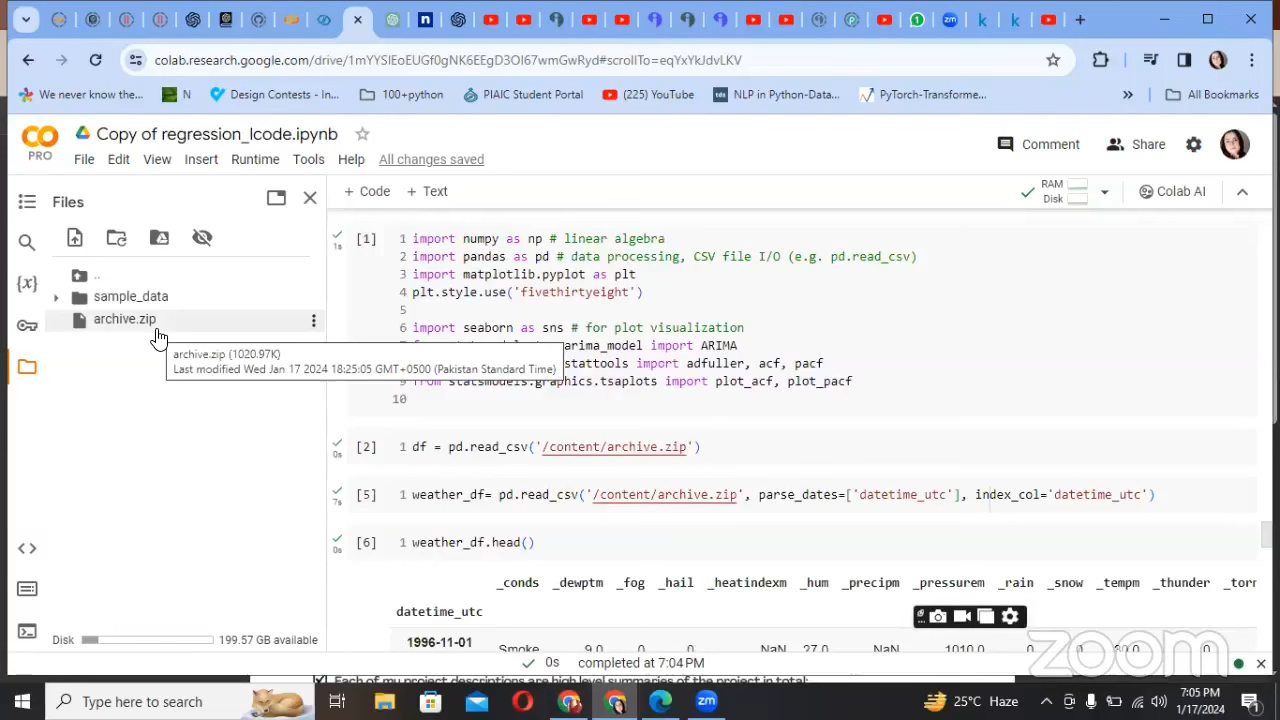 colab.research.google.com/drive/1mYYSIEoEUGf0gNK6EEgD3OI67wmGwRyd#scrollTo=eqYxYkJdvLKV
We never know what...
N
Design Contests - In...
100+python
PIAIC Student Portal
(225) YouTube
tds
NLP in Python-Data...
PyTorch-Transforme...
»
All Bookmarks
CO
PRO
Copy of regression_lcode.ipynb
File Edit View Insert Runtime Tools Help All changes saved
Comment
Share
Files
+ Code + Text
RAM
Disk
Colab AI
..
sample_data
archive.zip
archive.zip (1020.97K)
Last modified Wed Jan 17 2024 18:25:05 GMT+0500 (Pakistan Standard Time)
{x}
<>
Disk 199.57 GB available
1s
[1] 1 import numpy as np # linear algebra
2 import pandas as pd # data processing, CSV file I/O (e.g. pd.read_csv)
3 import matplotlib.pyplot as plt
4 plt.style.use('fivethirtyeight')
5
6 import seaborn as sns # for plot visualization
arima_model import ARIMA
stattools import adfuller, acf, pacf
from statsmodels.graphics.tsaplots import plot_acf, plot_pacf
10
0s
[2] 1 df = pd.read_csv('/content/archive.zip')
7s
[5] 1 weather_df= pd.read_csv('/content/archive.zip', parse_dates=['datetime_utc'], index_col='datetime_utc')
0s
[6] 1 weather_df.head()
_conds _dewptm _fog _hail _heatindexm _hum _precipm _pressurem _rain _snow _tempm _thunder _torr
datetime_utc
1996-11-01 Smoke 9.0 0 0 NaN 27.0 NaN 1010.0
0s completed at 7:04PM
zoom
Each of my project descriptions are high level summaries of the project in total:
Type here to search
25°C Haze
7:05 PM
1/17/2024